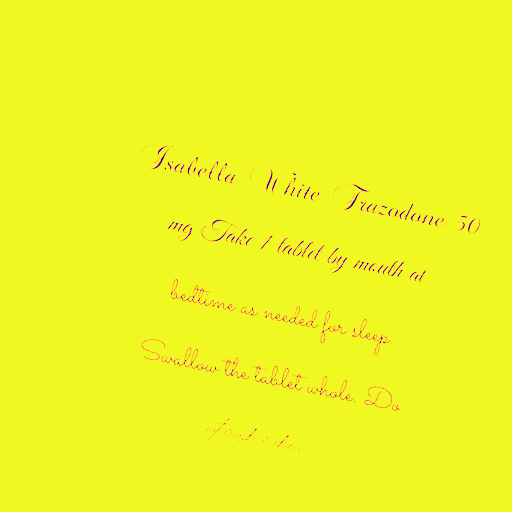 Isabella White Trazodone 50
mg Take 1 tablet by mouth at
bedtime as needed for sleep.
Swallow the tablet whole. Do